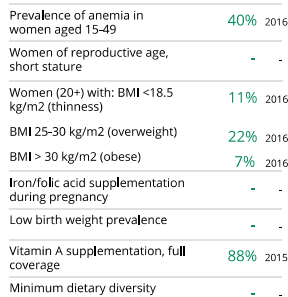 Prevalence of anemia in
women aged 15-49 40% 2016
Women of reproductive age,
short stature - -
Women (20+) with: BMI <18.5
kg/m2 (thinness) 11% 2016
BMI 25-30 kg/m2 (overweight) 22% 2016
BMI > 30 kg/m2 (obese) 7% 2016
Iron/folic acid supplementation
during pregnancy - -
Low birth weight prevalence - -
Vitamin A supplementation, full
coverage 88% 2015
Minimum dietary diversity - -